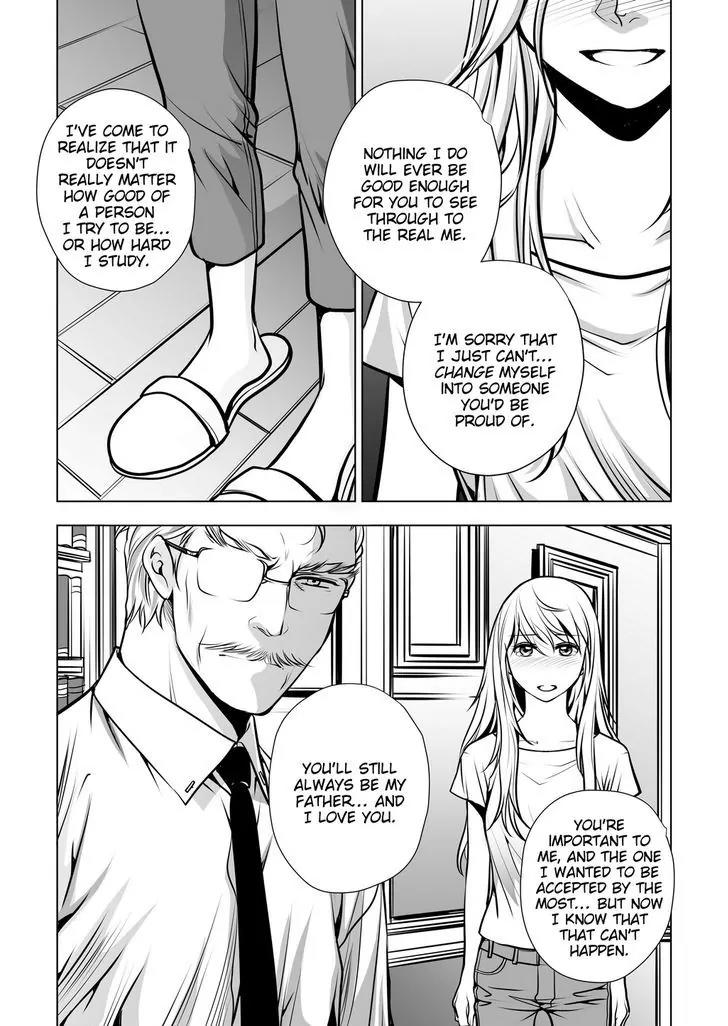 I'VE COME TO
REALIZE THAT IT
DOESN'T
REALLY MATTER
HOW GOOD OF
A PERSON
I TRY TO BE...
OR HOW HARD
I STUDY.
NOTHING I DO
WILL EVER BE
GOOD ENOUGH
FOR YOU TO SEE
THROUGH TO
THE REAL ME.
I'M SORRY THAT
I JUST CAN'T...
CHANGE MYSELF
INTO SOMEONE
YOU'D BE
PROUD OF.
YOU'LL STILL
ALWAYS BE MY
FATHER... AND
I LOVE YOU.
YOU'RE
IMPORTANT TO
ME, AND THE ONE
I WANTED TO BE
ACCEPTED BY THE
MOST... BUT NOW
I KNOW THAT
THAT CAN'T
HAPPEN.